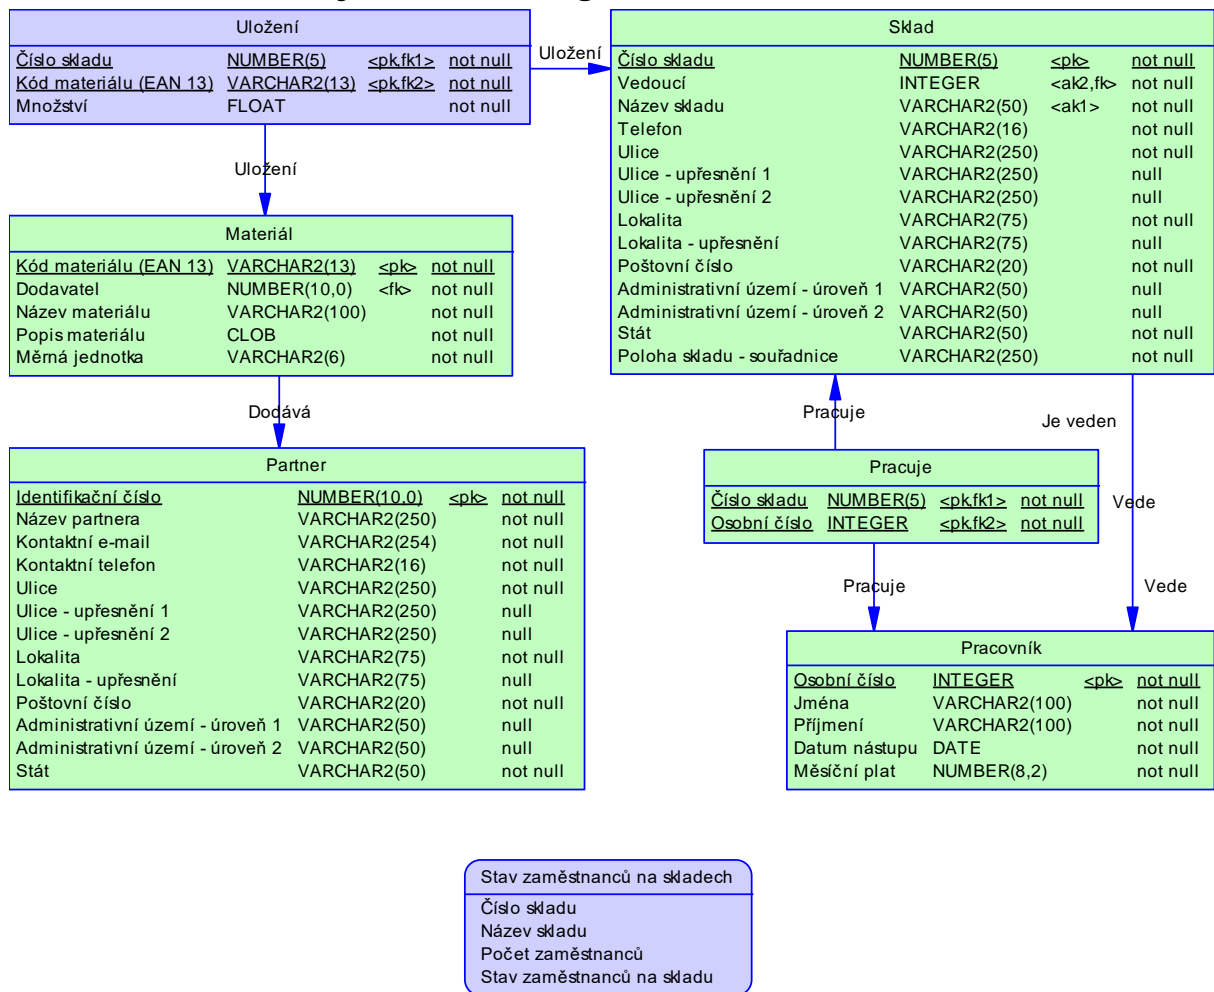 Uložení
Číslo skladu NUMBER(5) <pk,fk1> not null
Kód materiálu (EAN 13) VARCHAR2(13) <pk,fk2> not null
Množství FLOAT not null
Uložení
Uložení
Sklad
Číslo skladu NUMBER(5) <pk> not null
Vedoucí INTEGER <ak2,fk> not null
Název skladu VARCHAR2(50) <ak1> not null
Telefon VARCHAR2(16) not null
Ulice VARCHAR2(250) not null
Ulice - upřesnění 1 VARCHAR2(250) null
Ulice - upřesnění 2 VARCHAR2(250) null
Lokalita VARCHAR2(75) not null
Lokalita - upřesnění VARCHAR2(75) null
Poštovní číslo VARCHAR2(20) not null
Administrativní území - úroveň 1 VARCHAR2(50) null
Administrativní území - úroveň 2 VARCHAR2(50) null
Stát VARCHAR2(50) not null
Poloha skladu - souřadnice VARCHAR2(250) not null
Materiál
Kód materiálu (EAN 13) VARCHAR2(13) <pk> not null
Dodavatel NUMBER(10,0) <fk> not null
Název materiálu VARCHAR2(100) not null
Popis materiálu CLOB not null
Měrná jednotka VARCHAR2(6) not null
Dodává
Partner
Identifikační číslo NUMBER(10,0) <pk> not null
Název partnera VARCHAR2(250) not null
Kontaktní e-mail VARCHAR2(254) not null
Kontaktní telefon VARCHAR2(16) not null
Ulice VARCHAR2(250) not null
Ulice - upřesnění 1 VARCHAR2(250) null
Ulice - upřesnění 2 VARCHAR2(250) null
Lokalita VARCHAR2(75) not null
Lokalita - upřesnění VARCHAR2(75) null
Poštovní číslo VARCHAR2(20) not null
Administrativní území - úroveň 1 VARCHAR2(50) null
Administrativní území - úroveň 2 VARCHAR2(50) null
Stát VARCHAR2(50) not null
Pracuje
Je veden
Pracuje
Číslo skladu NUMBER(5) <pk,fk1> not null
Osobní číslo INTEGER <pk,fk2> not null
Vede
Pracuje
Vede
Pracovník
Osobní číslo INTEGER <pk> not null
Jména VARCHAR2(100) not null
Příjmení VARCHAR2(100) not null
Datum nástupu DATE not null
Měsíční plat NUMBER(8,2) not null
Stav zaměstnanců na skladech
Číslo skladu
Název skladu
Počet zaměstnanců
Stav zaměstnanců na skladu